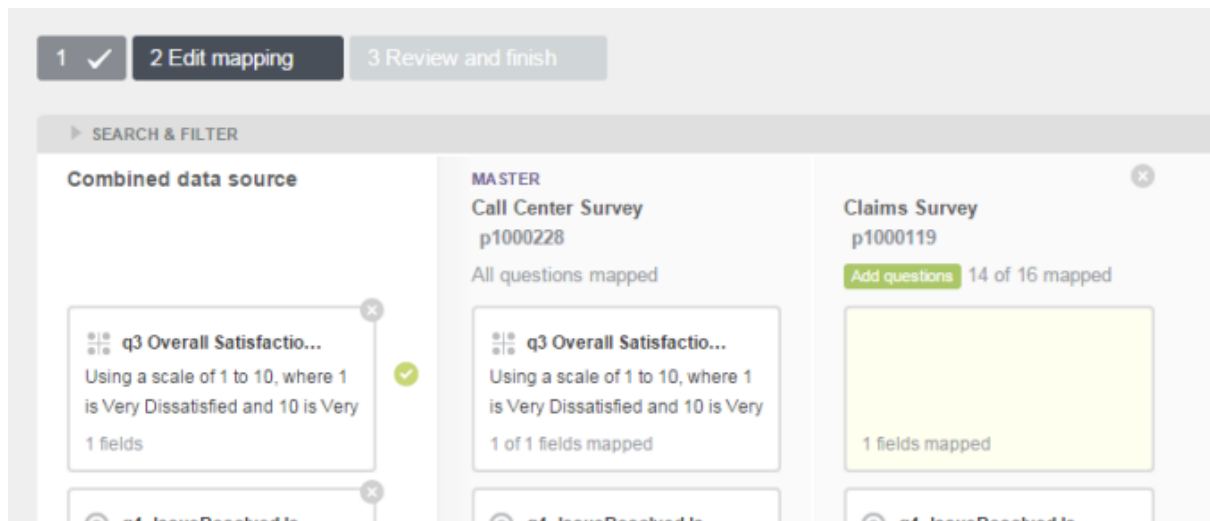 1
2 Edit mapping
3 Review and finish
SEARCH & FILTER
Combined data source
MASTER
Call Center Survey
p1000228
All questions mapped
Claims Survey
p1000119
Add questions 14 of 16 mapped
q3 Overall Satisfactio...
Using a scale of 1 to 10, where 1
is Very Dissatisfied and 10 is Very
1 fields
q3 Overall Satisfactio...
Using a scale of 1 to 10, where 1
is Very Dissatisfied and 10 is Very
1 of 1 fields mapped
1 fields mapped